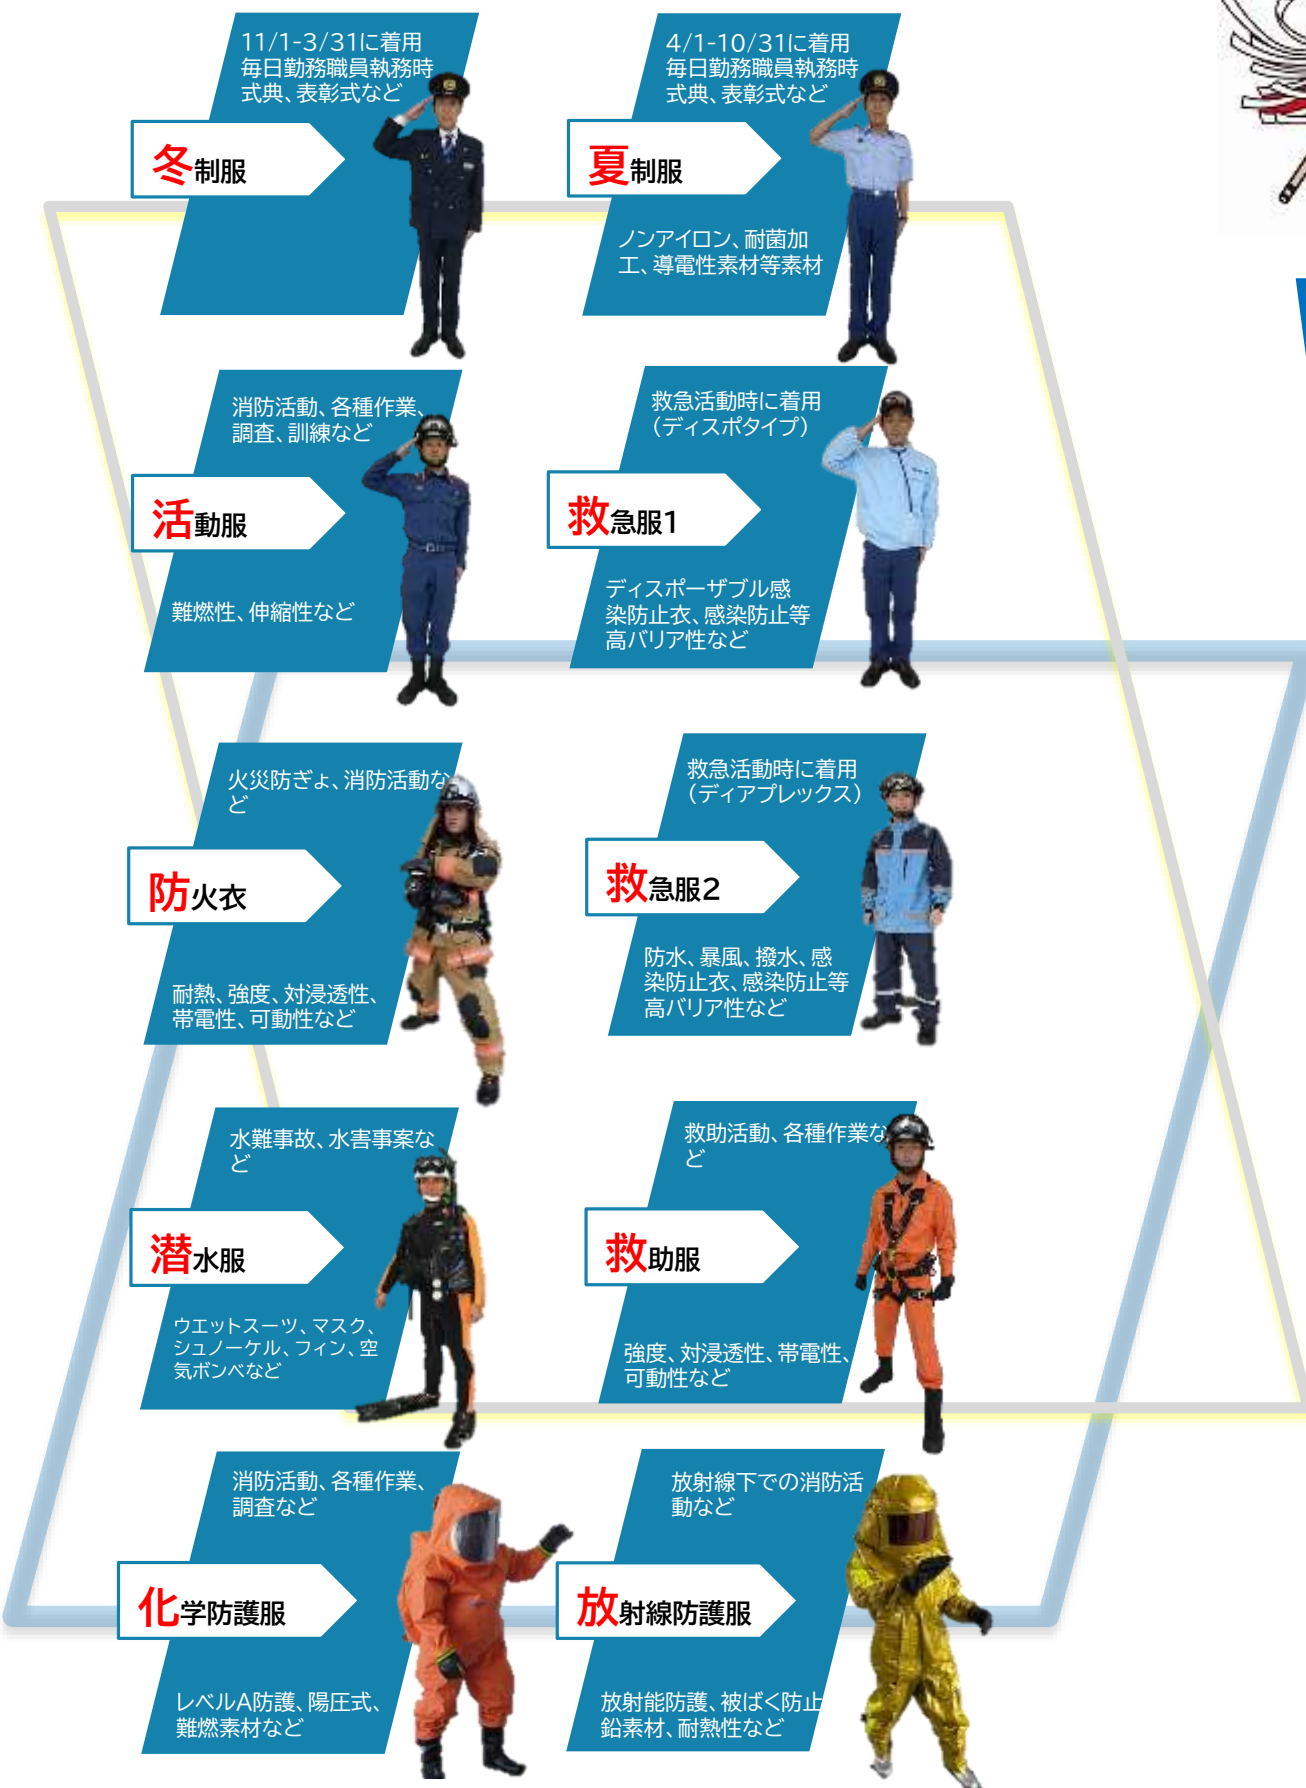 11/1-3/31に着用
毎日勤務職員執務時
式典、表彰式など
冬制服
4/1-10/31に着用
毎日勤務職員執務時
式典、表彰式など
夏制服
ノンアイロン、耐菌加
工、導電性素材等素材
消防活動、各種作業、
調査、訓練など
活動服
難燃性、伸縮性など
救急活動時に着用
（ディスポタイプ）
救急服1
ディスポーザブル感
染防止衣、感染防止等
高バリア性など
火災防ぎょ、消防活動な
ど
防火衣
耐熱、強度、対浸透性、
帯電性、可動性など
救急活動時に着用
（ディアプレックス）
救急服2
防水、暴風、撥水、感
染防止衣、感染防止等
高バリア性など
水難事故、水害事案な
ど
潜水服
ウエットスーツ、マスク、
シュノーケル、フィン、空
気ボンベなど
救助活動、各種作業な
ど
救助服
強度、対浸透性、帯電性、
可動性など
消防活動、各種作業、
調査など
化学防護服
レベルA防護、陽圧式、
難燃素材など
放射線下での消防活
動など
放射線防護服
放射能防護、被ばく防止
鉛素材、耐熱性など